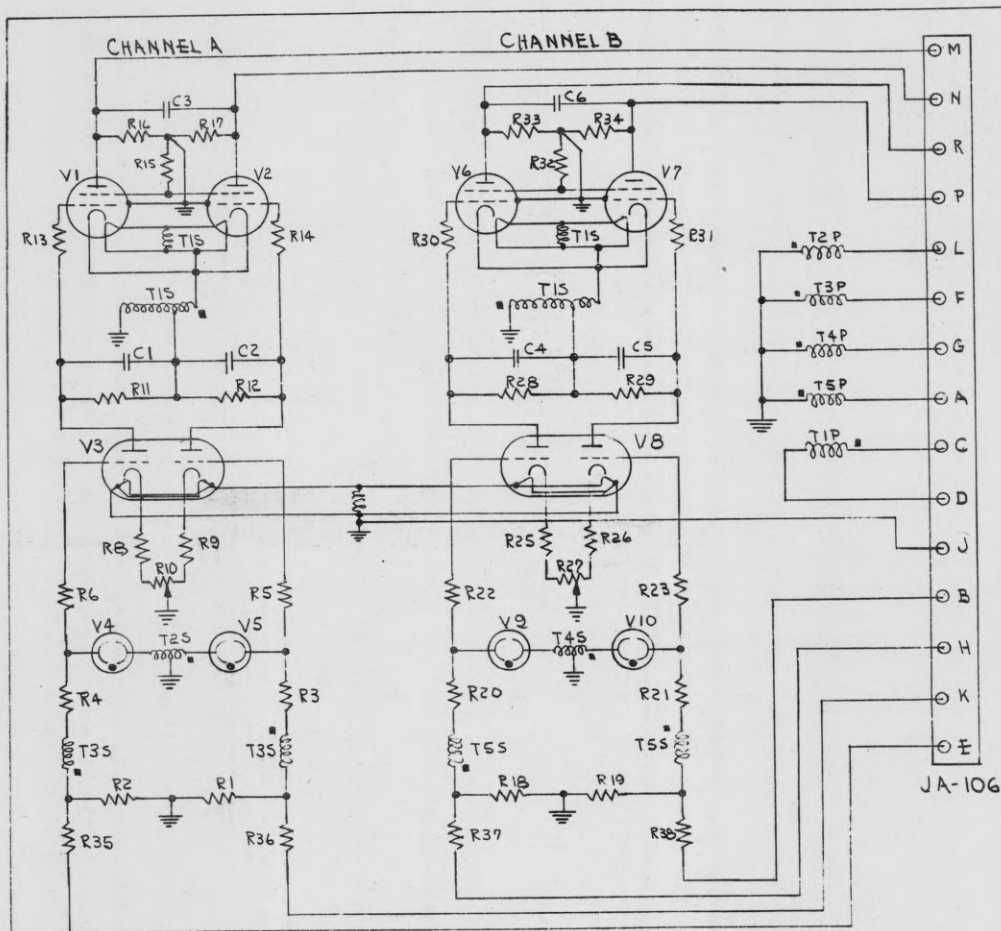 CHANNEL A
CHANNEL B
M
C3
C6
N
R16
R17
R33
R34
R
R15
R32
V1
V2
V6
V7
P
R13
T1S
R14
R30
T1S
R31
T2P
L
T1S
T1S
T3P
F
C1
C2
C4
C5
T4P
G
R11
R12
R28
R29
T5P
A
V3
V8
T1P
C
D
R8
R9
R25
R26
J
R10
R27
R6
R5
R22
R23
B
V4
T2S
V5
V9
T4S
V10
H
R4
R3
R20
R21
K
T3S
T3S
T5S
T5S
E
R2
R1
R18
R19
JA-106
R35
R36
R37
R38